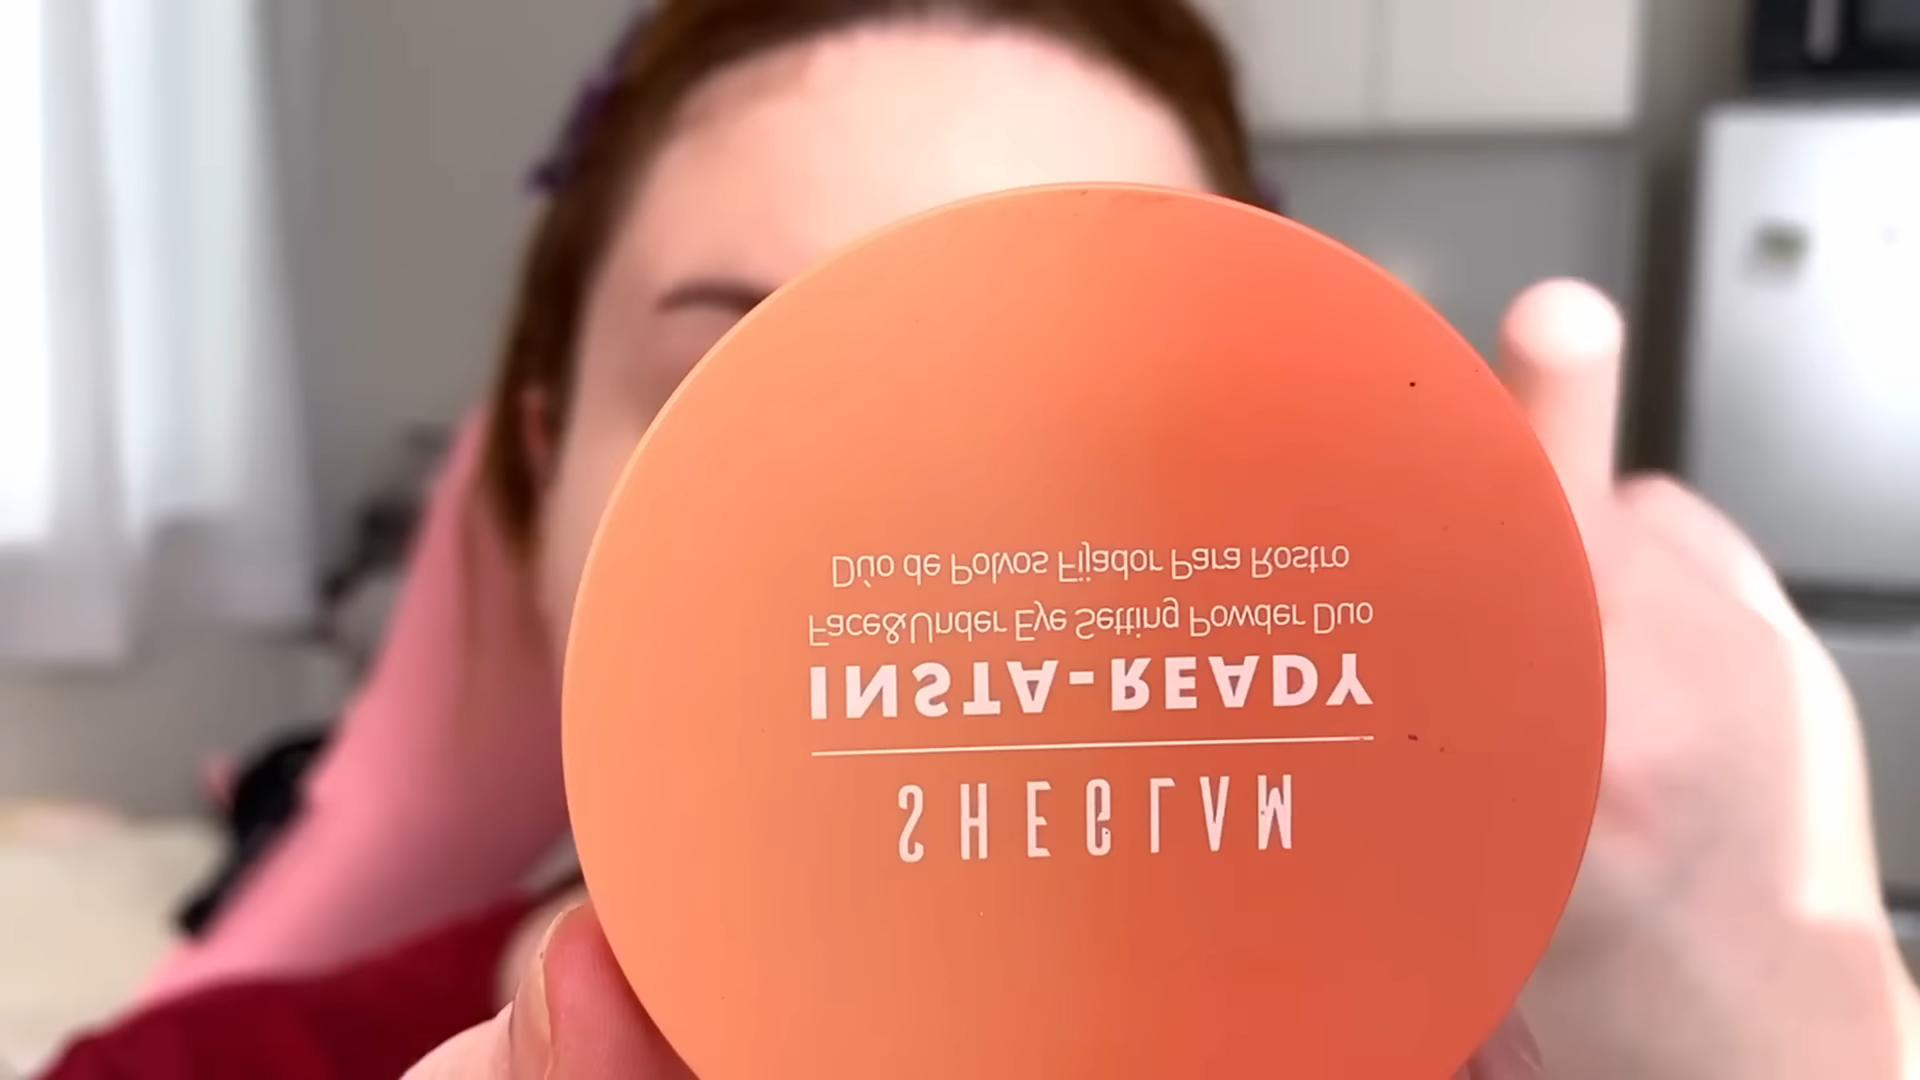 SHEGLAM
INSTA-READY
Face&Under Eye Setting Powder Duo
Dúo de Polvos Fijador Para Rostro